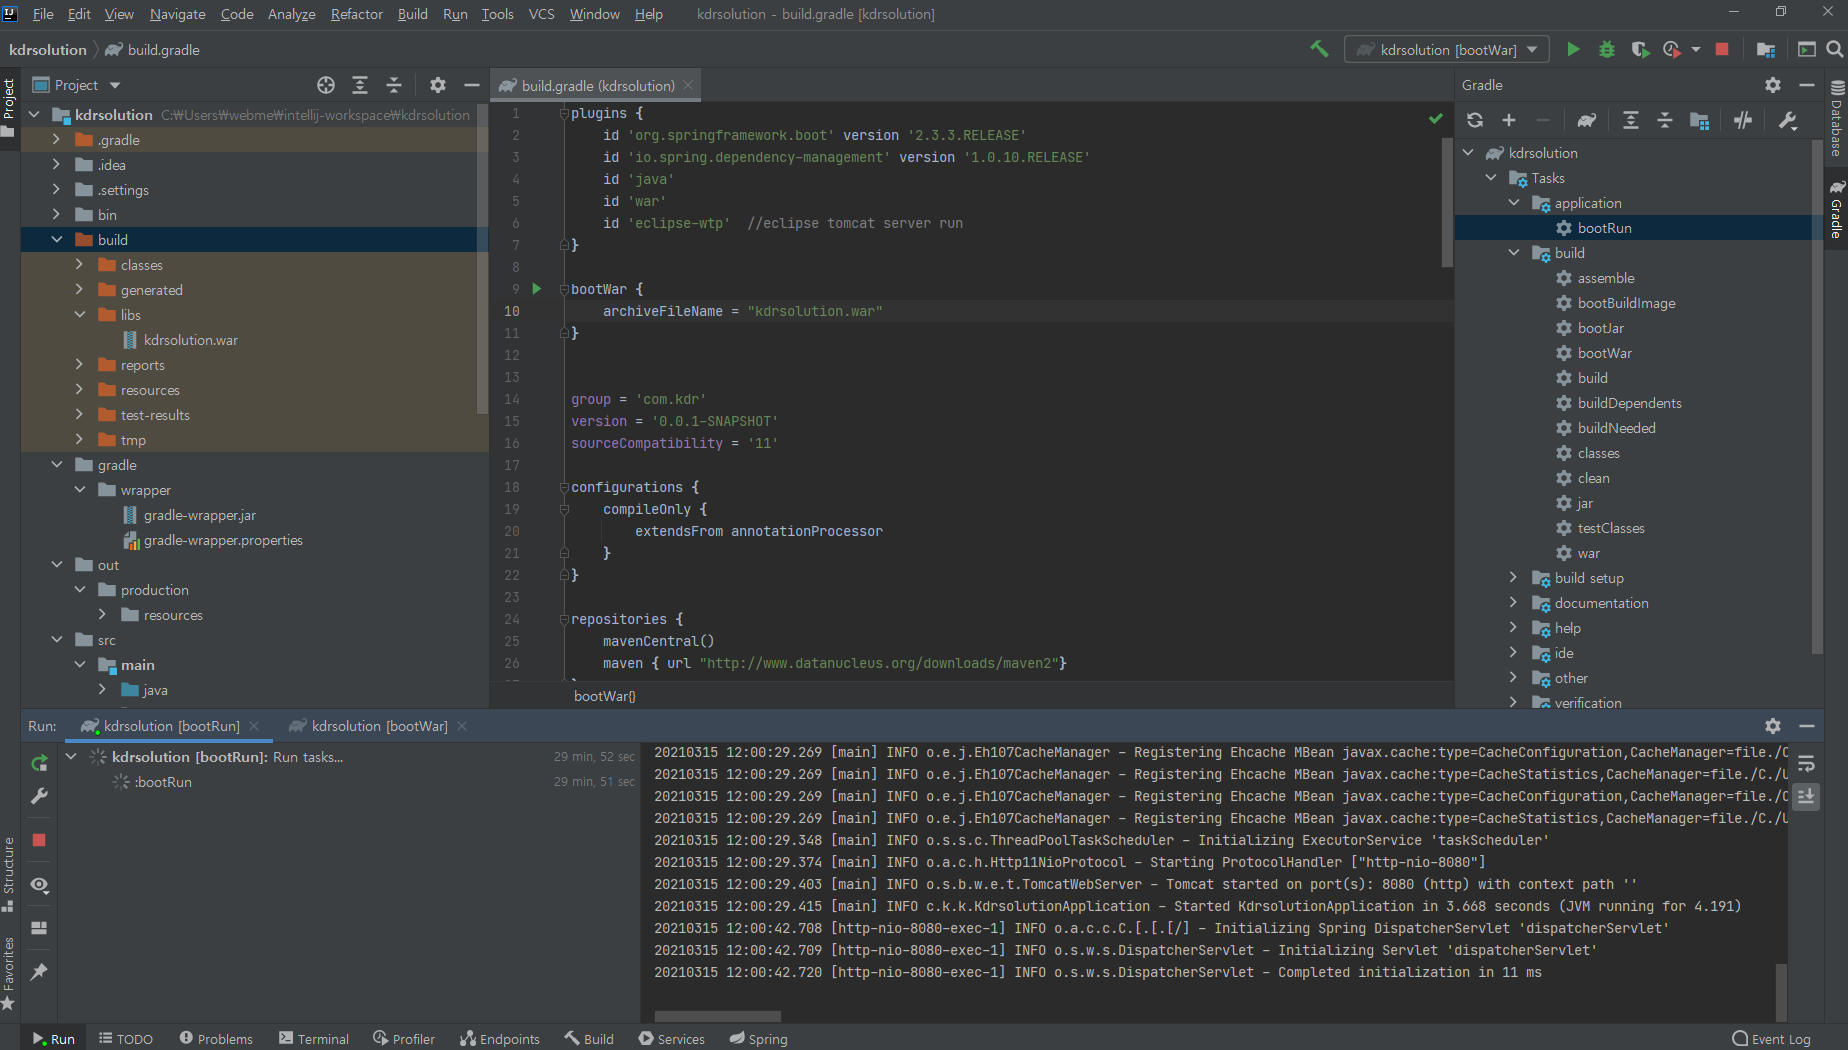 File Edit View Navigate Code Analyze Refactor Build Run Tools VCS Window Help kdrsolution - build.gradle [kdrsolution]
kdrsolution build.gradle
kdrsolution [bootWar]
Project
Project
kdrsolution C:₩Users₩webme₩intellij-workspace₩kdrsolution
.gradle
.idea
.settings
bin
build
classes
generated
libs
kdrsolution.war
reports
resources
test-results
tmp
gradle
wrapper
gradle-wrapper.jar
gradle-wrapper.properties
out
production
resources
src
main
java
build.gradle (kdrsolution)
1 plugins {
2 id 'org.springframework.boot' version '2.3.3.RELEASE'
3 id 'io.spring.dependency-management' version '1.0.10.RELEASE'
4 id 'java'
5 id 'war'
6 id 'eclipse-wtp' //eclipse tomcat server run
7 }
8
9 bootWar {
10 archiveFileName = "kdrsolution.war"
11 }
12
13
14 group = 'com.kdr'
15 version = '0.0.1-SNAPSHOT'
16 sourceCompatibility = '11'
17
18 configurations {
19 compileOnly {
20 extendsFrom annotationProcessor
21 }
22 }
23
24 repositories {
25 mavenCentral()
26 maven { url "http://www.datanucleus.org/downloads/maven2"}
bootWar{}
Gradle
kdrsolution
Tasks
application
bootRun
build
assemble
bootBuildImage
bootJar
bootWar
build
buildDependents
buildNeeded
classes
clean
jar
testClasses
war
build setup
documentation
help
ide
other
verification
Database
Gradle
Run: kdrsolution [bootRun] kdrsolution [bootWar]
kdrsolution [bootRun]: Run tasks... 29 min, 52 sec
:bootRun 29 min, 51 sec
20210315 12:00:29.269 [main] INFO o.e.j.Eh107CacheManager – Registering Ehcache MBean javax.cache:type=CacheConfiguration,CacheManager=file./C
20210315 12:00:29.269 [main] INFO o.e.j.Eh107CacheManager – Registering Ehcache MBean javax.cache:type=CacheStatistics,CacheManager=file./C./U
20210315 12:00:29.269 [main] INFO o.e.j.Eh107CacheManager – Registering Ehcache MBean javax.cache:type=CacheConfiguration,CacheManager=file./C
20210315 12:00:29.269 [main] INFO o.e.j.Eh107CacheManager – Registering Ehcache MBean javax.cache:type=CacheStatistics,CacheManager=file./C./U
20210315 12:00:29.348 [main] INFO o.s.s.c.ThreadPoolTaskScheduler – Initializing ExecutorService 'taskScheduler'
20210315 12:00:29.374 [main] INFO o.a.c.h.Http11NioProtocol – Starting ProtocolHandler ["http-nio-8080"]
20210315 12:00:29.403 [main] INFO o.s.b.w.e.t.TomcatWebServer – Tomcat started on port(s): 8080 (http) with context path ''
20210315 12:00:29.415 [main] INFO c.k.k.KdrsolutionApplication – Started KdrsolutionApplication in 3.668 seconds (JVM running for 4.191)
20210315 12:00:42.708 [http-nio-8080-exec-1] INFO o.a.c.c.C.[.[.[/] – Initializing Spring DispatcherServlet 'dispatcherServlet'
20210315 12:00:42.709 [http-nio-8080-exec-1] INFO o.s.w.s.DispatcherServlet – Initializing Servlet 'dispatcherServlet'
20210315 12:00:42.720 [http-nio-8080-exec-1] INFO o.s.w.s.DispatcherServlet – Completed initialization in 11 ms
Structure
Favorites
Run TODO Problems Terminal Profiler Endpoints Build Services Spring Event Log